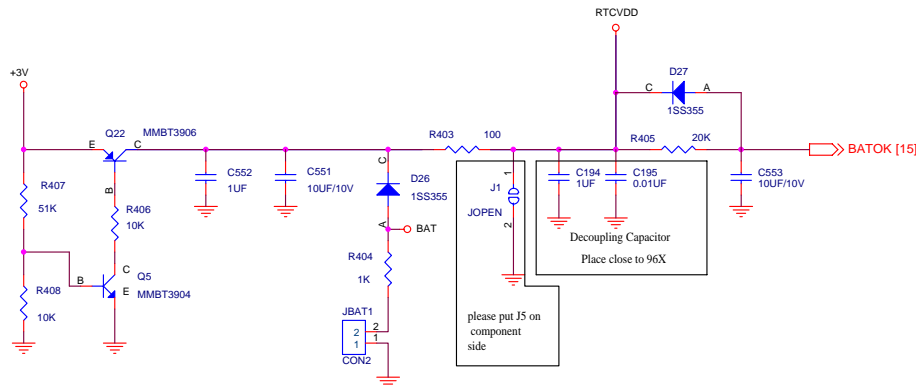 RTCVDD
+3V
D27
C
A
1SS355
Q22
MMBT3906
E
C
B
R403
100
R405
20K
BATOK [15]
R407
51K
R406
10K
C552
1UF
C551
10UF/10V
C
D26
1SS355
A
BAT
1
J1
JOPEN
2
C194
1UF
C195
0.01UF
C553
10UF/10V
Decoupling Capacitor
Place close to 96X
R404
1K
R408
10K
B
C
Q5
E
MMBT3904
JBAT1
2
1
2
1
CON2
please put J5 on
component
side